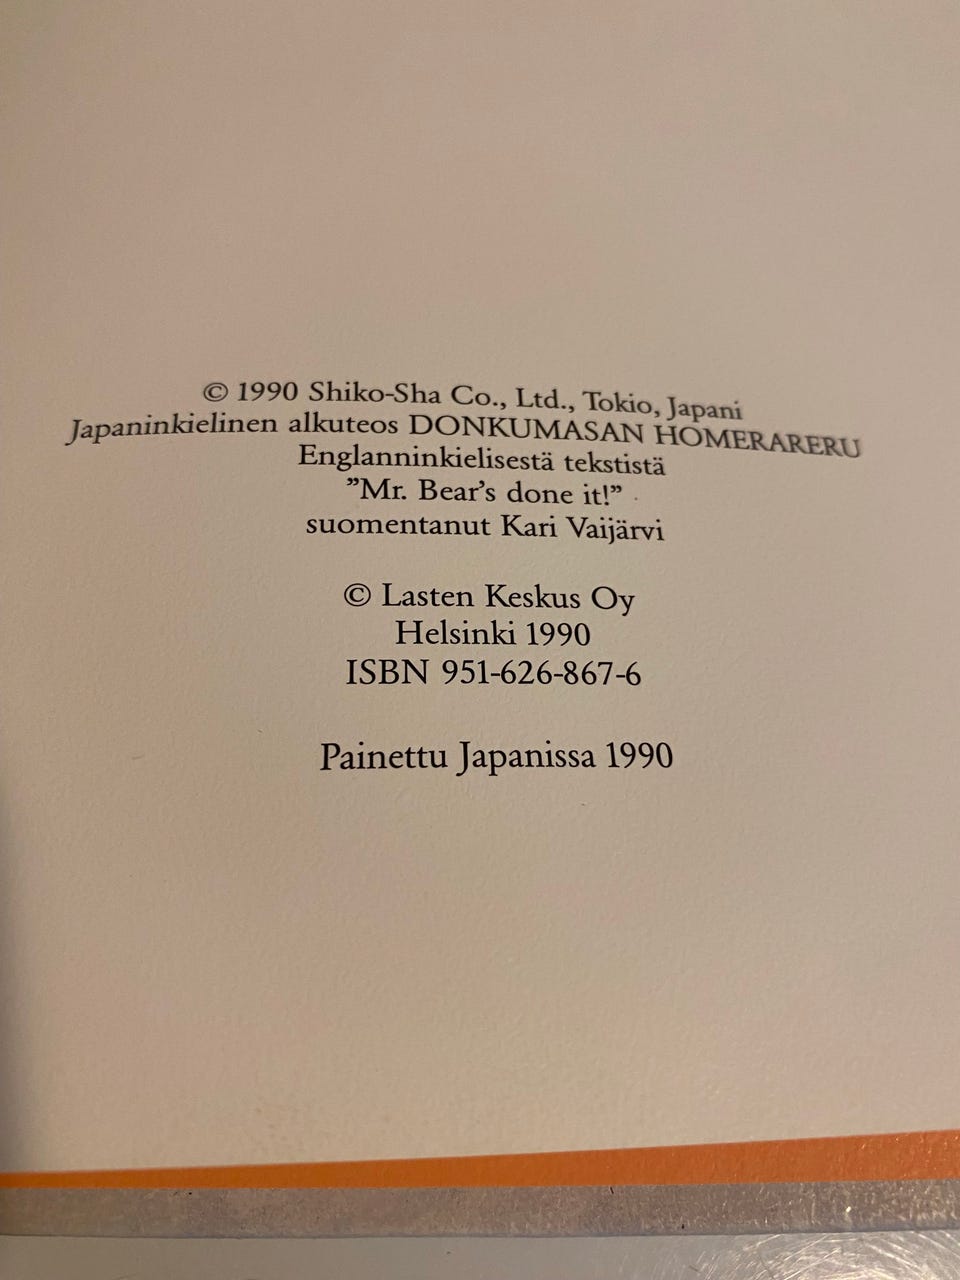 © 1990 Shiko-Sha Co., Ltd., Tokio, Japani
Japaninkielinen alkuteos DONKUMASAN HOMERARERU
Englanninkielisestä tekstistä
”Mr. Bear’s done it!”
suomentanut Kari Vaijärvi
© Lasten Keskus Oy
Helsinki 1990
ISBN 951-626-867-6
Painettu Japanissa 1990